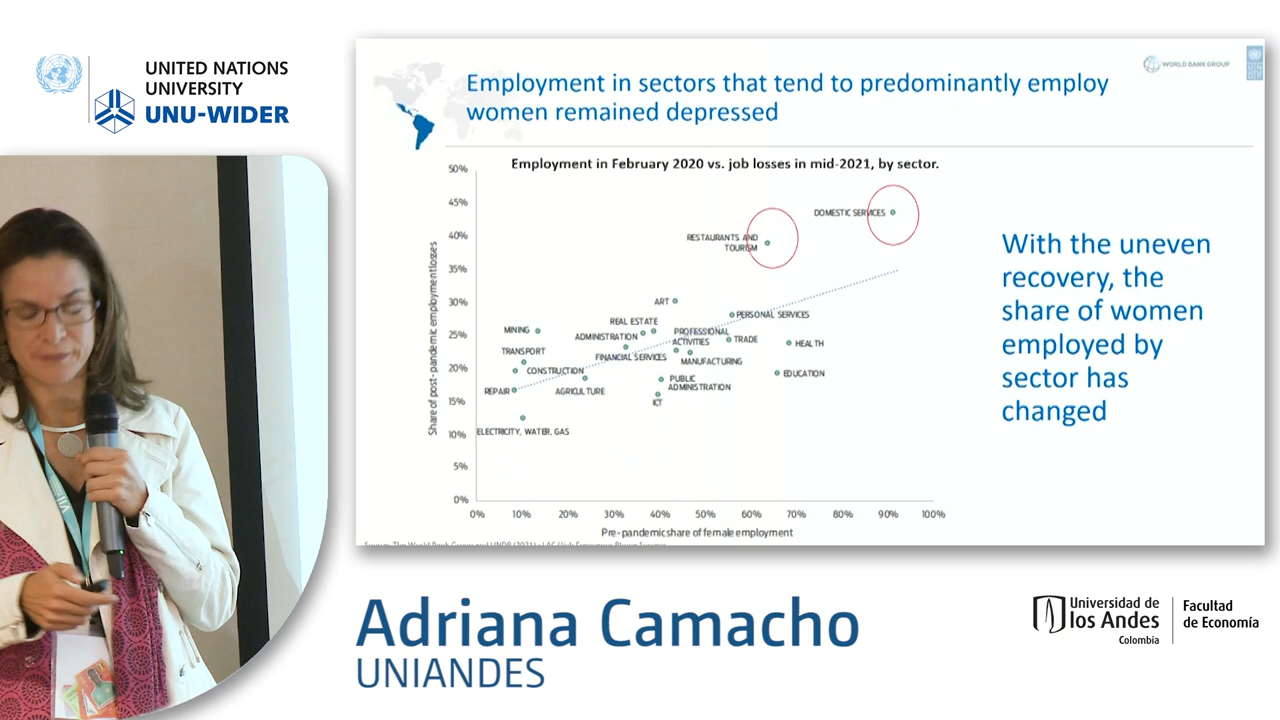 UNITED NATIONS
UNIVERSITY
UNU-WIDER
WORLD BANK GROUP
UN
DP
Employment in sectors that tend to predominantly employ
women remained depressed
Employment in February 2020 vs. job losses in mid-2021, by sector.
Share of post-pandemic employment losses
50%
45%
40%
35%
30%
25%
20%
15%
10%
5%
0%
DOMESTIC SERVICES
RESTAURANTS AND
TOURISM
ART
PERSONAL SERVICES
REAL ESTATE
MINING
ADMINISTRATION
PROFESSIONAL
ACTIVITIES
TRADE
HEALTH
TRANSPORT
FINANCIAL SERVICES
MANUFACTURING
CONSTRUCTION
EDUCATION
PUBLIC
ADMINISTRATION
REPAIR
AGRICULTURE
ICT
ELECTRICITY, WATER, GAS
0% 10% 20% 30% 40% 50% 60% 70% 80% 90% 100%
Pre-pandemic share of female employment
With the uneven
recovery, the
share of women
employed by
sector has
changed
Adriana Camacho
UNIANDES
Universidad de
los Andes
Colombia
Facultad
de Economía